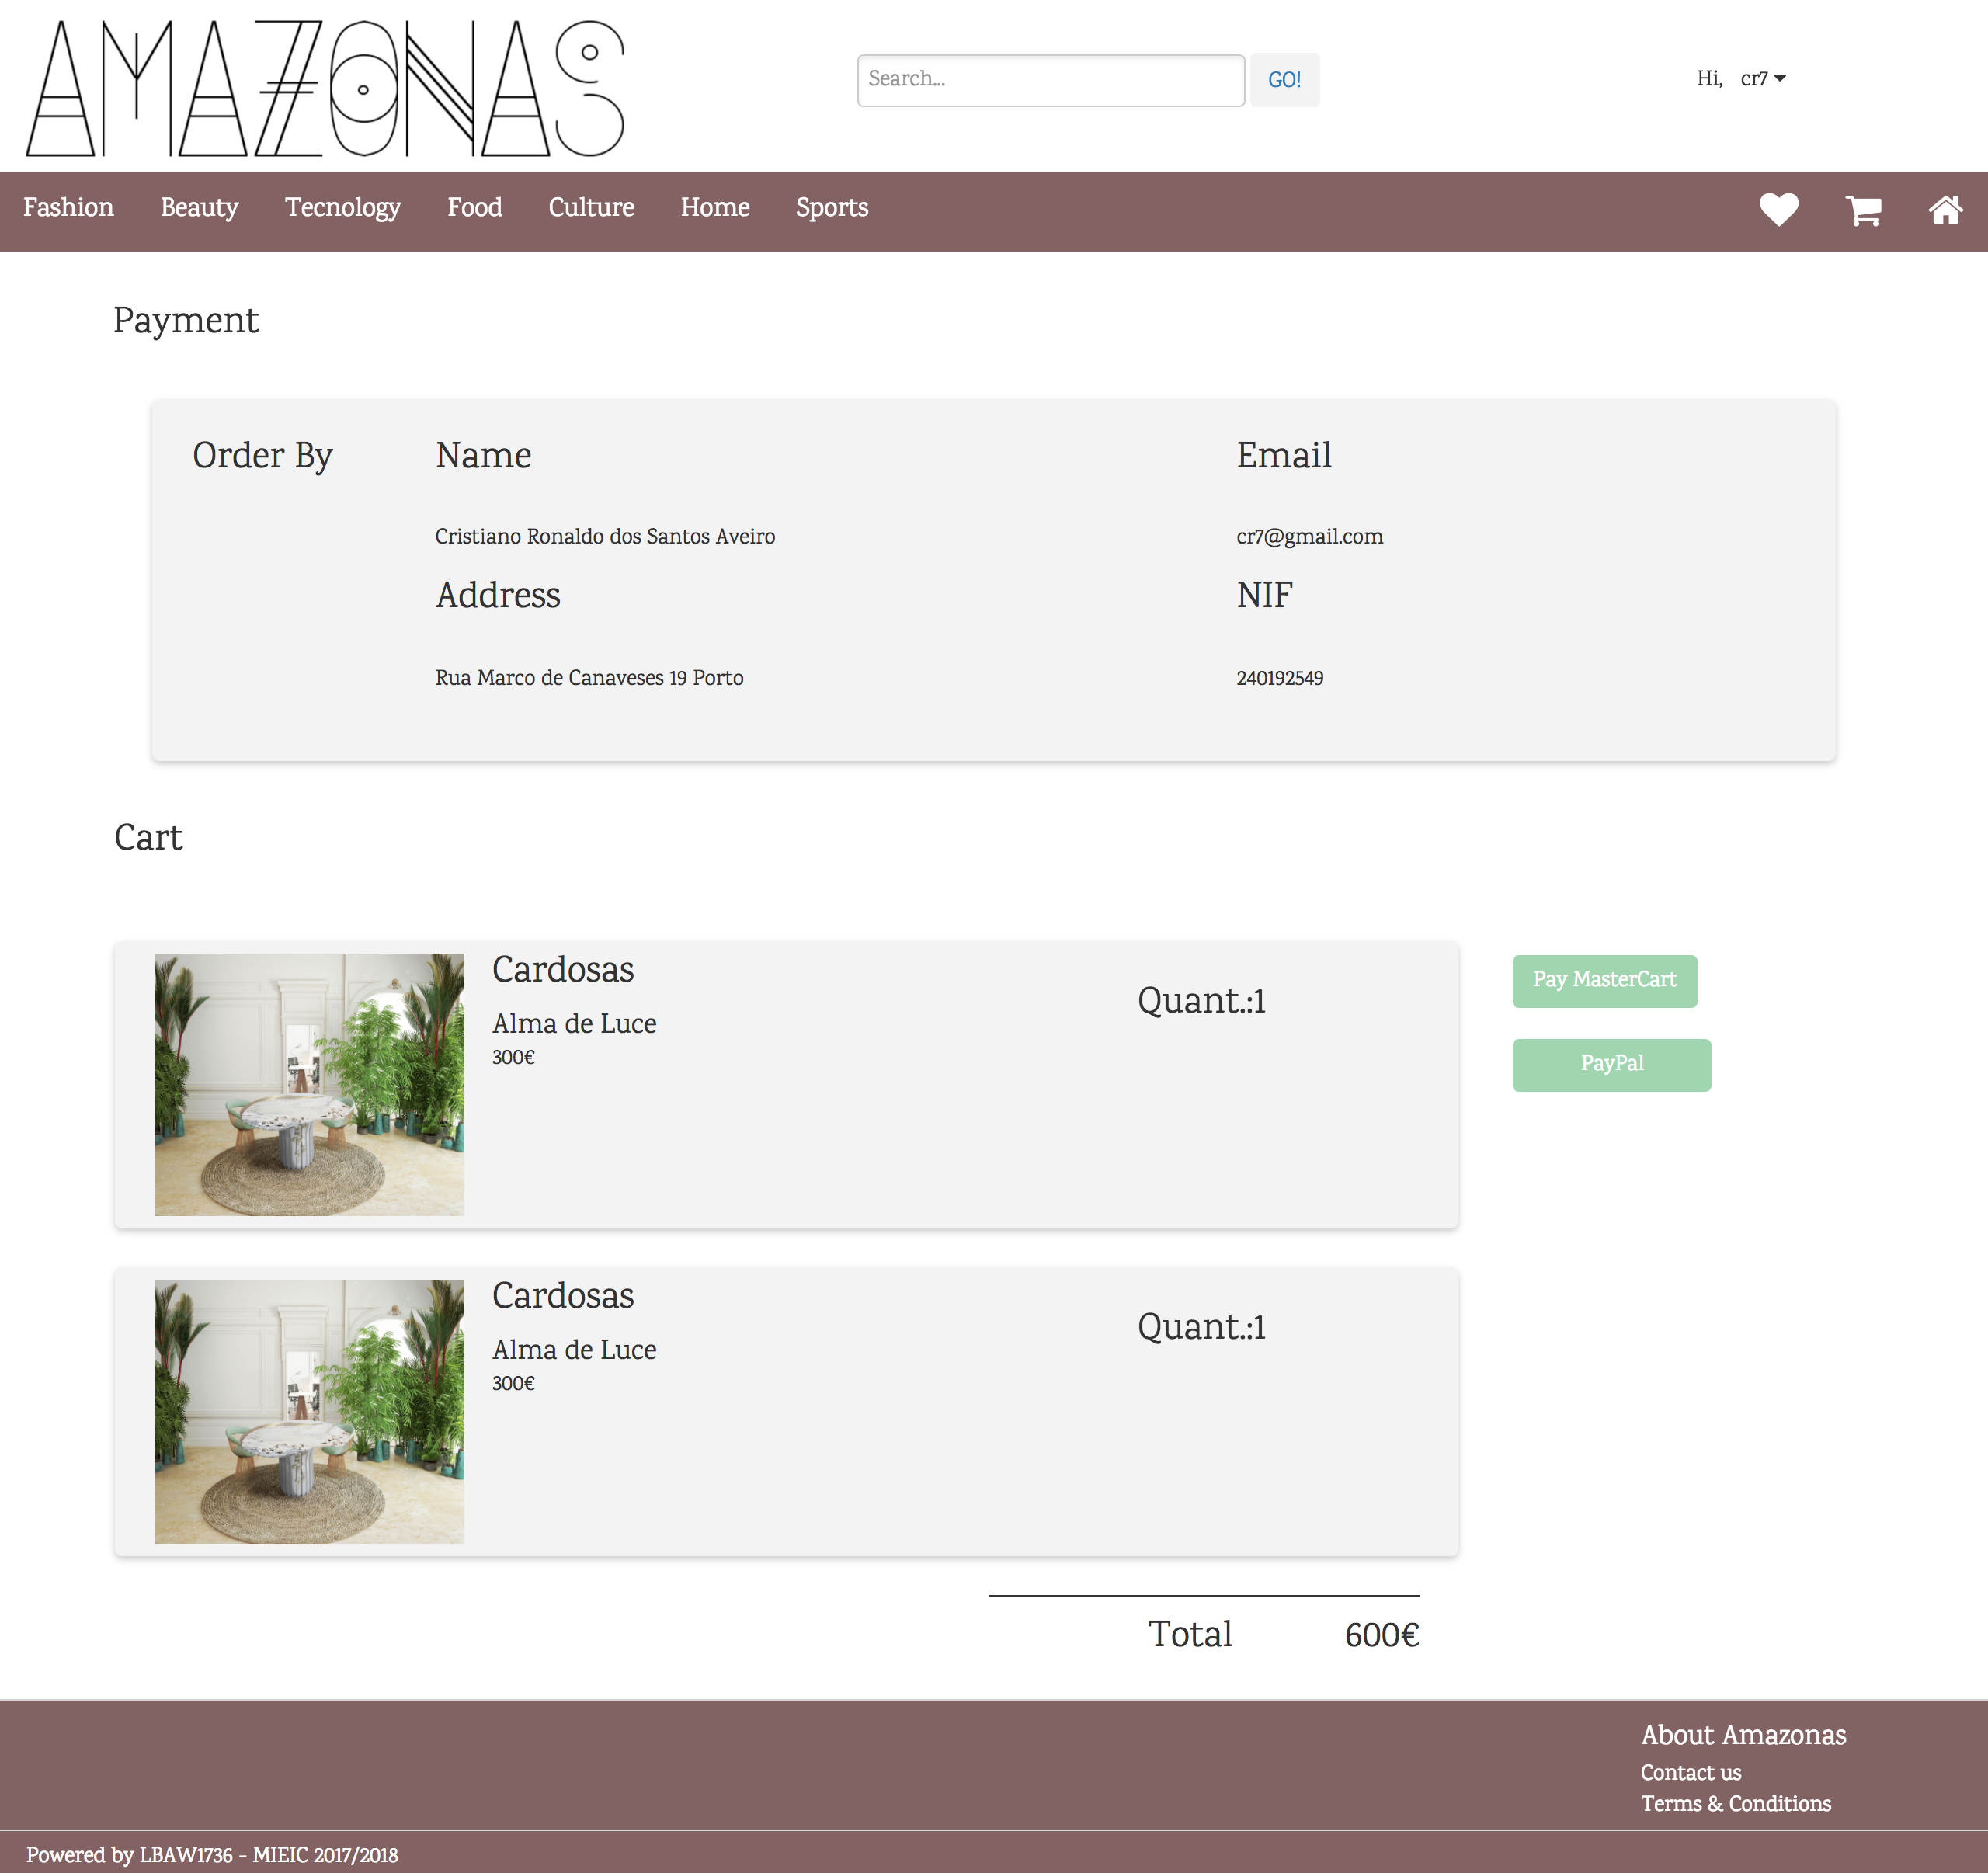 AMAZONAS
Search...
GO!
Hi, cr7
Fashion Beauty Tecnology Food Culture Home Sports
Payment
Order By Name Email
Cristiano Ronaldo dos Santos Aveiro cr7@gmail.com
Address NIF
Rua Marco de Canaveses 19 Porto 240192549
Cart
Cardosas
Alma de Luce
300€
Quant.:1
Pay MasterCart
PayPal
Cardosas
Alma de Luce
300€
Quant.:1
Total 600€
About Amazonas
Contact us
Terms & Conditions
Powered by LBAW1736 - MIEIC 2017/2018